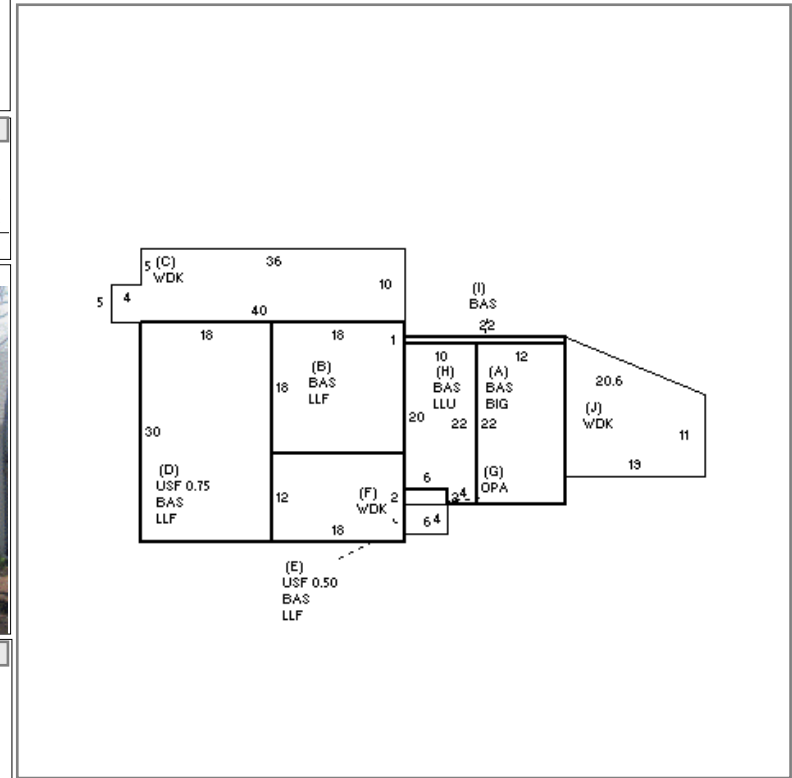 5 (C)
WDK
36
10
5
4
40
(I)
BAS
22
18
18
1
10
12
(B)
BAS
LLF
(H)
BAS
LLU
(A)
BAS
BIG
20.6
18
(J)
WDK
20
22
22
30
11
19
(D)
USF 0.75
BAS
LLF
6
(G)
OPA
12
(F)
WDK
2
4
18
6
4
(E)
USF 0.50
BAS
LLF